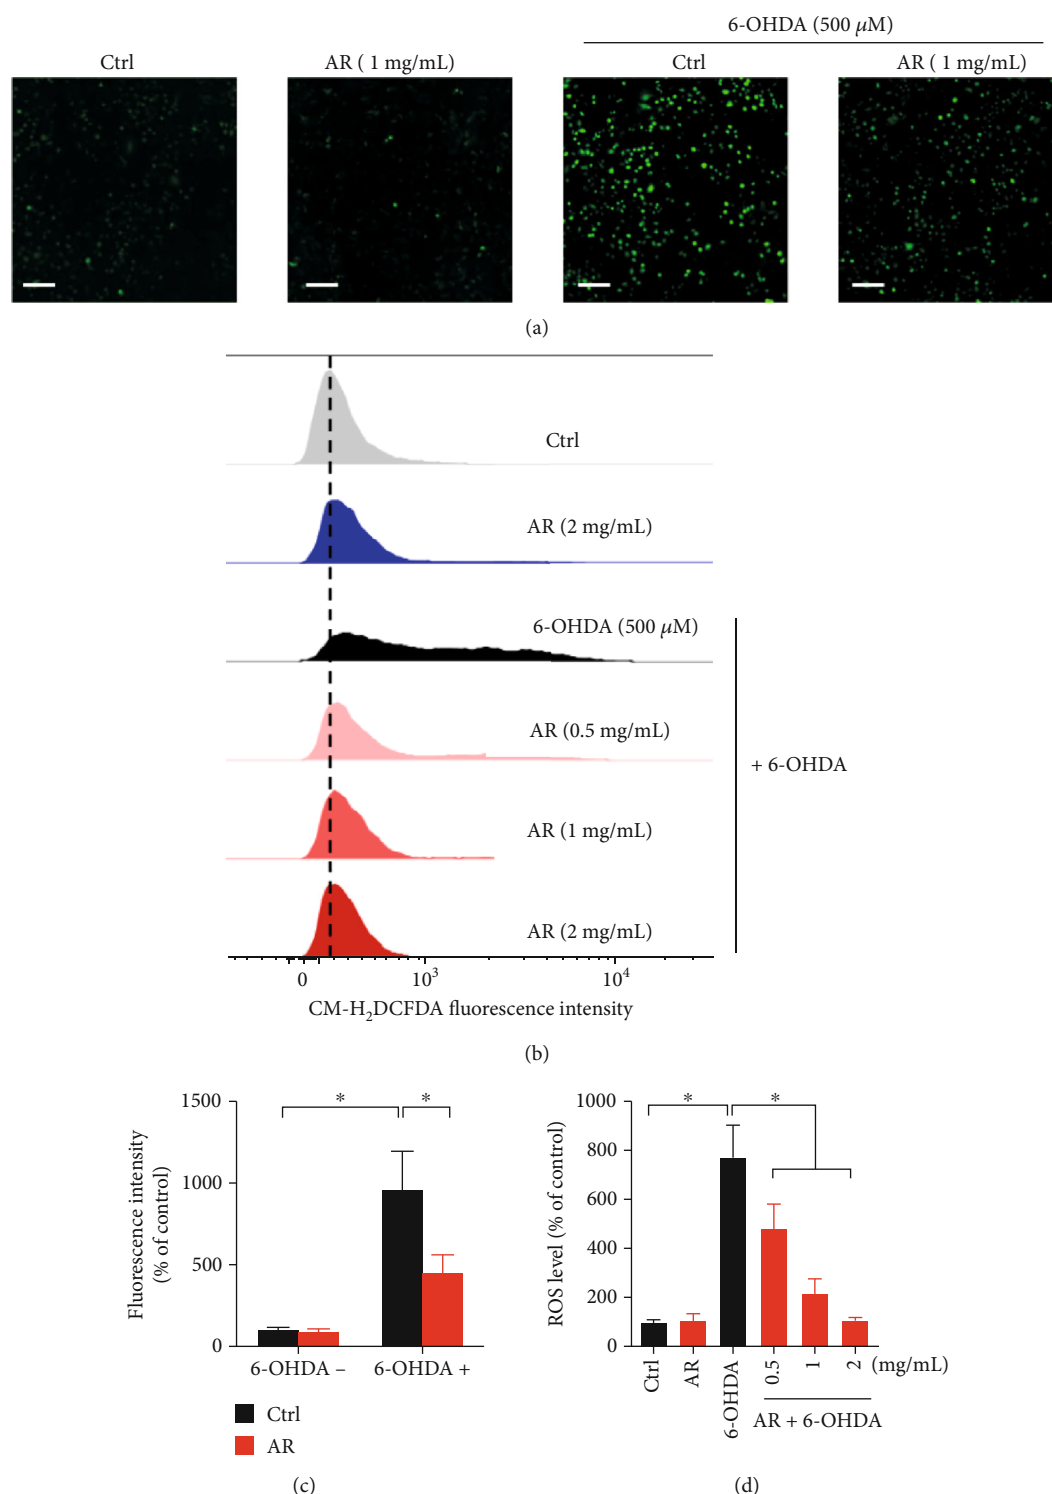 6-OHDA (500 μM)
Ctrl
AR ( 1 mg/mL)
Ctrl
AR ( 1 mg/mL)
(a)
Ctrl
AR (2 mg/mL)
6-OHDA (500 μM)
AR (0.5 mg/mL)
+ 6-OHDA
AR (1 mg/mL)
AR (2 mg/mL)
0 10³ 10⁴
CM-H₂DCFDA fluorescence intensity
(b)
Fluorescence intensity
(% of control)
1500
1000
500
0
* *
6-OHDA − 6-OHDA +
Ctrl
AR
(c)
ROS level (% of control)
1000
800
600
400
200
0
* *
Ctrl AR 6-OHDA 0.5 1 2 (mg/mL)
AR + 6-OHDA
(d)